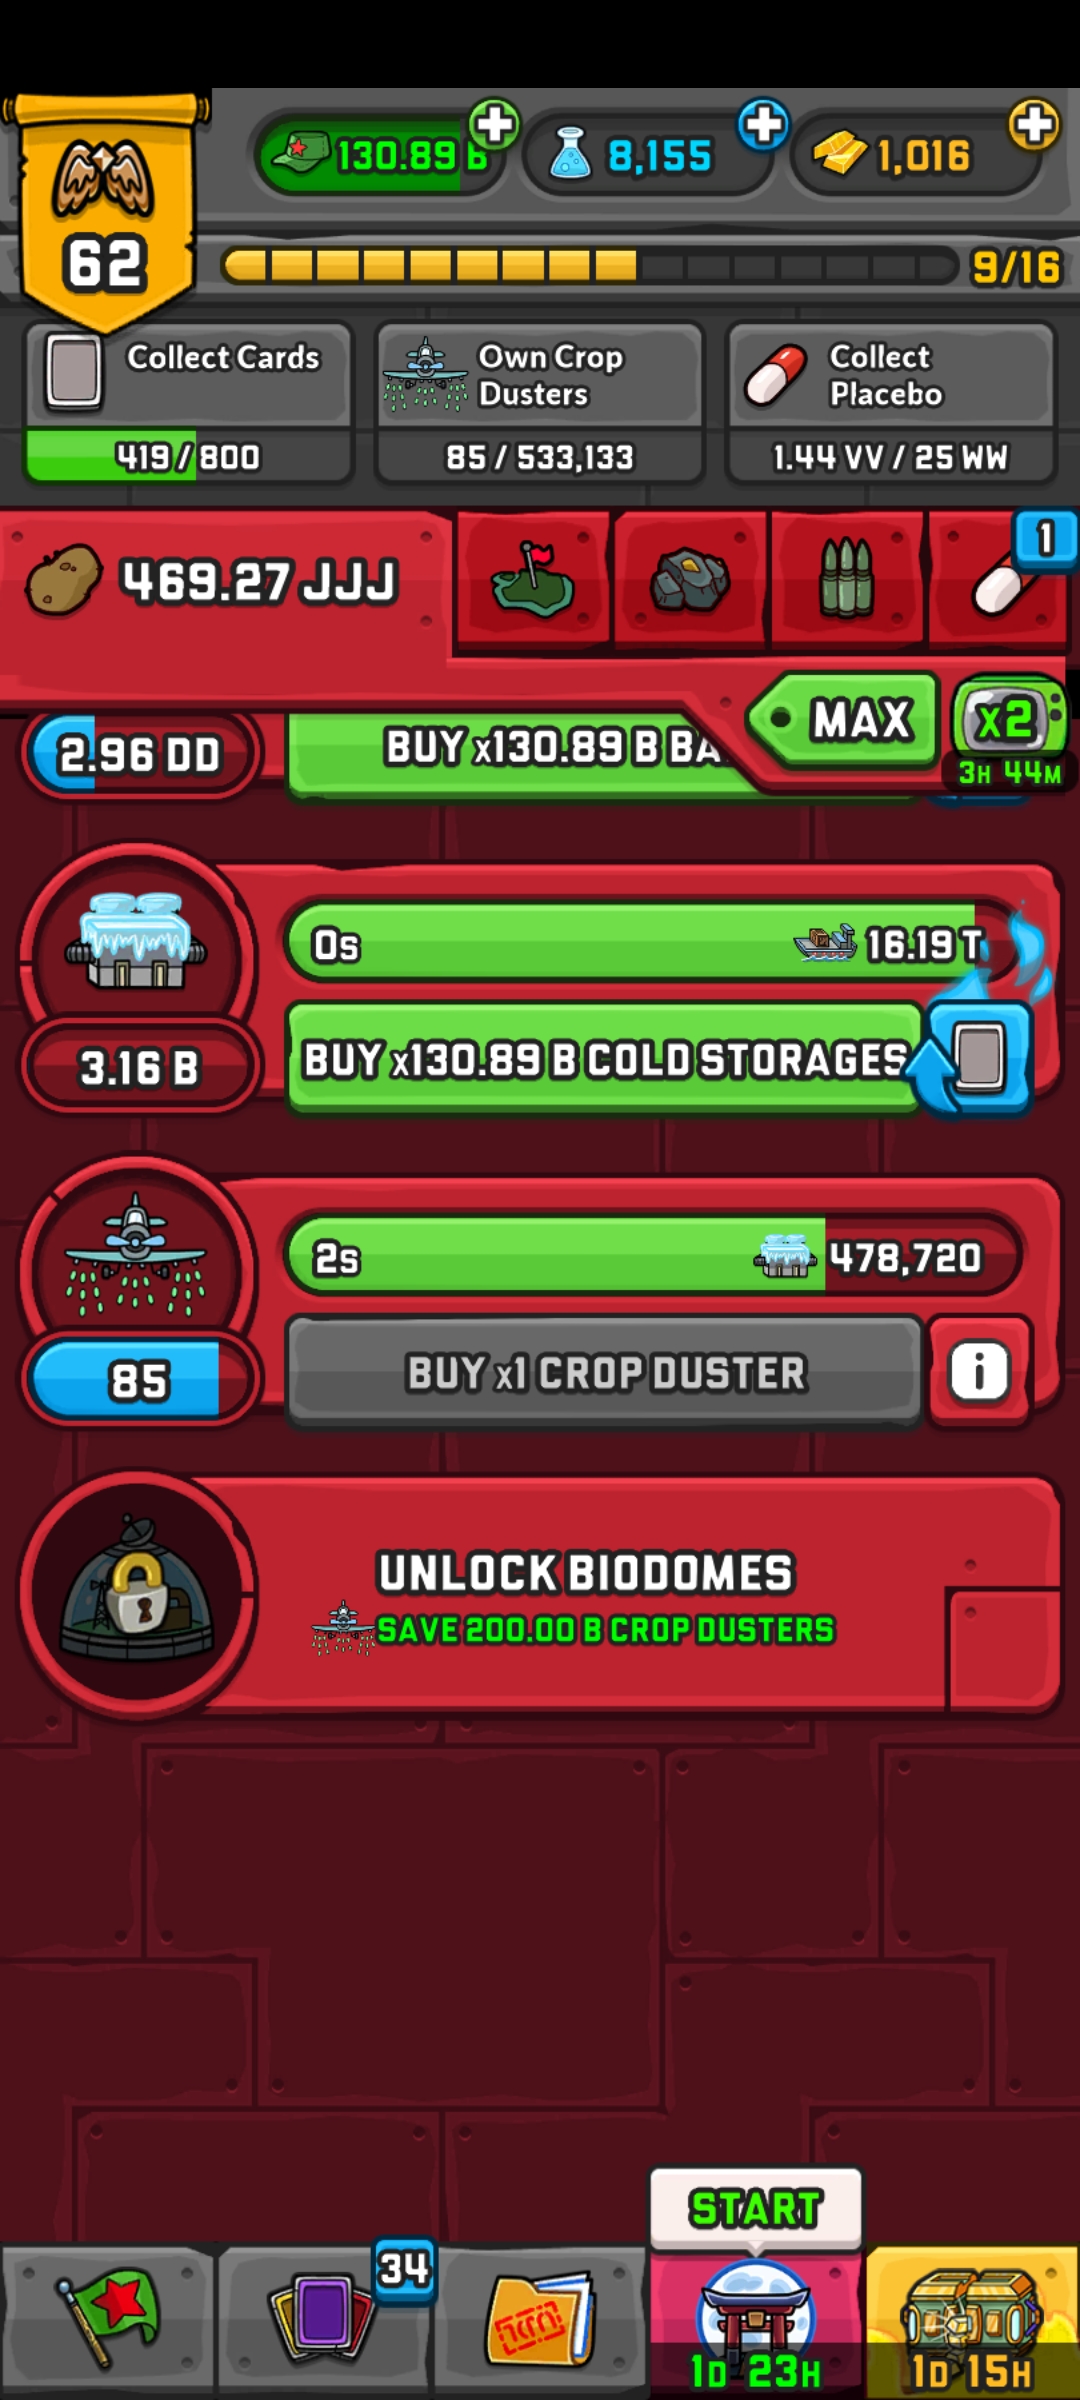 130.89 B
8,155
1,016
62
9/16
Collect Cards
419 / 800
Own Crop
Dusters
85 / 533,133
Collect
Placebo
1.44 VV / 25 WW
469.27 JJJ
1
MAX
x2
3H 44M
2.96 DD
BUY x130.89 B BA
0s
16.19 T
3.16 B
BUY x130.89 B COLD STORAGES
2s
478,720
85
BUY x1 CROP DUSTER
i
UNLOCK BIODOMES
SAVE 200.00 B CROP DUSTERS
START
34
1D 23H
1D 15H